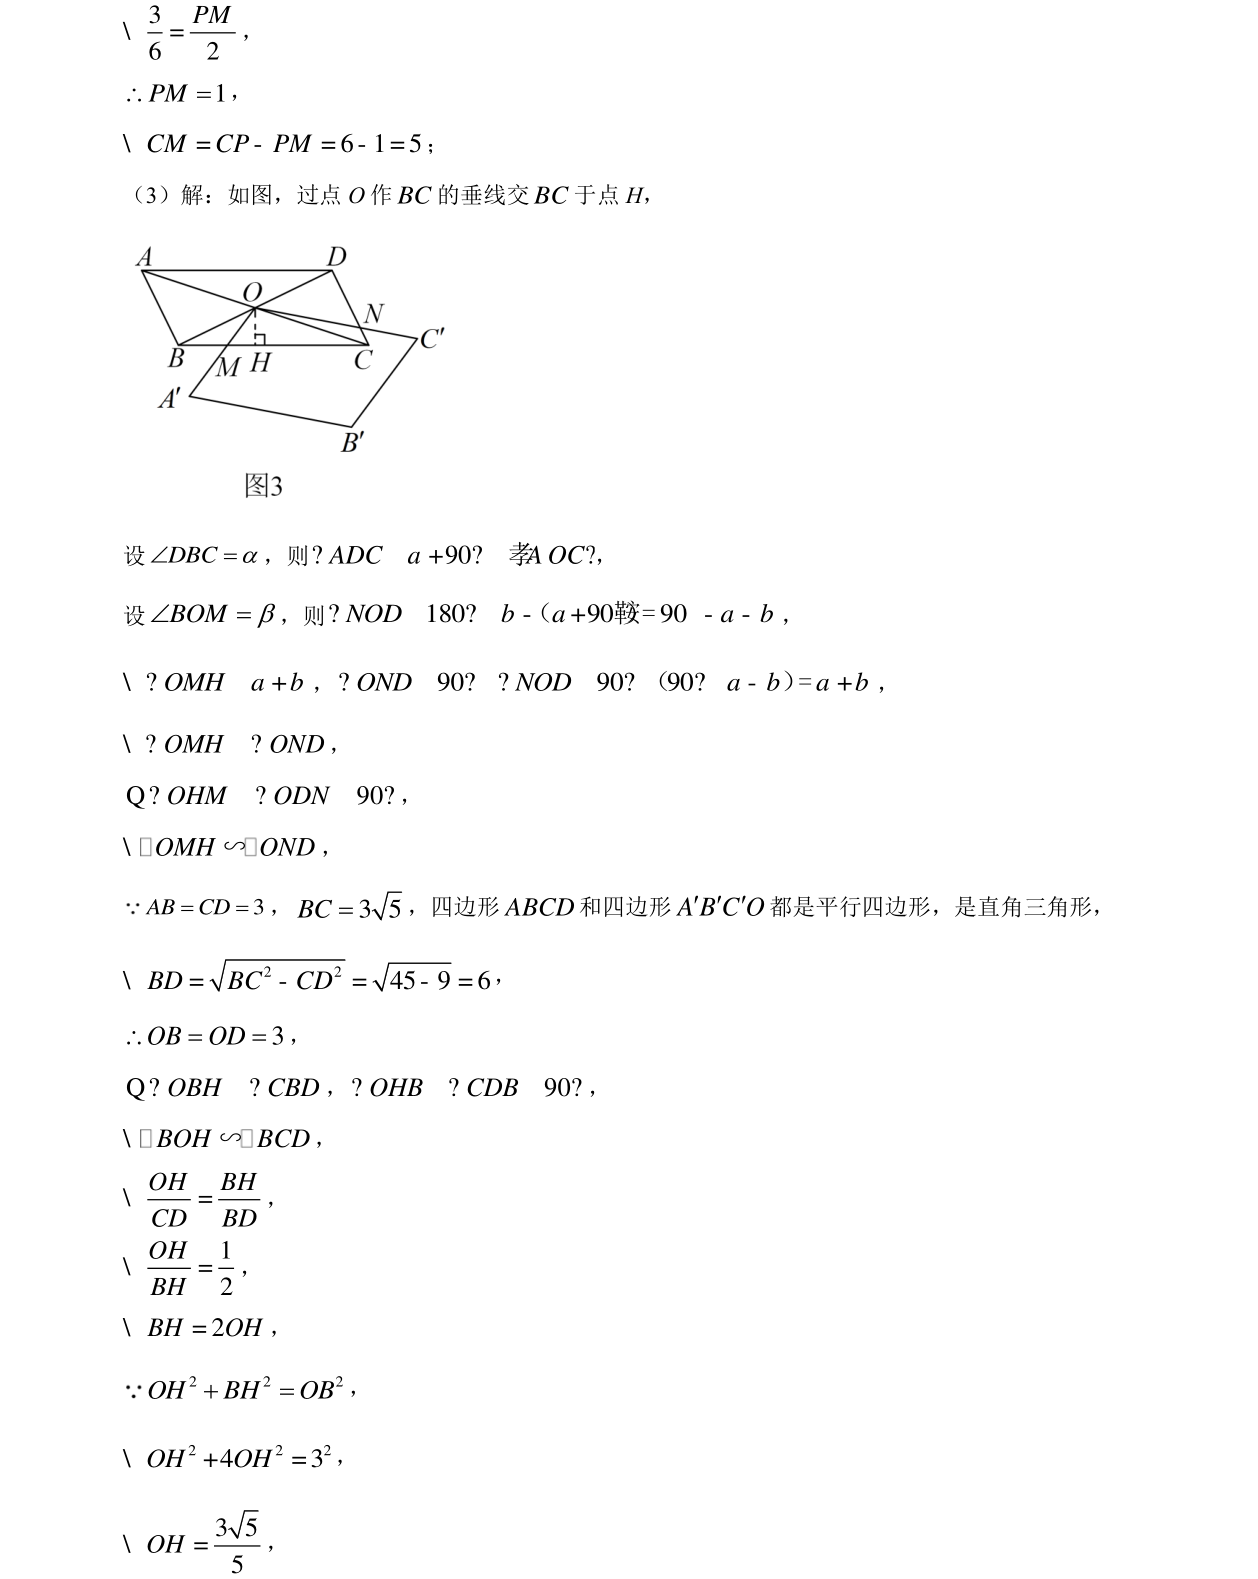 \ 3/6 = PM/2，
∴PM =1，
\ CM =CP- PM =6- 1=5；
（3）解：如图，过点 O 作 BC 的垂线交 BC 于点 H，
A D
O
N
B M H C C′
A′
B′
图3
设∠DBC = α，则? ADC a +90? 孝A OC?，
设∠BOM = β，则? NOD 180? b -（a +90鞍=90 - a - b，
\ ? OMH a + b，? OND 90? ? NOD 90? （90? a - b）= a + b，
\ ? OMH ? OND，
Q? OHM ? ODN 90?，
\ □OMH ∽□OND，
∵ AB = CD = 3，BC = 3√5，四边形 ABCD 和四边形 A′B′C′O 都是平行四边形，是直角三角形，
\ BD = √(BC² - CD²) = √(45 - 9) = 6，
∴OB = OD = 3，
Q? OBH ? CBD，? OHB ? CDB 90?，
\ □BOH ∽□BCD，
\ OH/CD = BH/BD，
\ OH/BH = 1/2，
\ BH =2OH，
∵OH² + BH² = OB²，
\ OH² +4OH² =3²，
\ OH = 3√5/5，